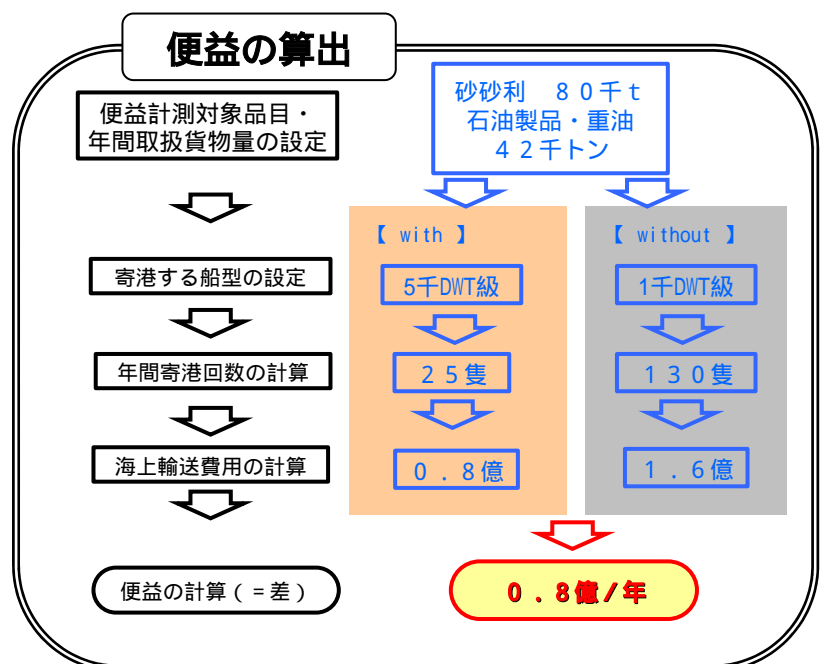 便益の算出
便益計測対象品目・
年間取扱貨物量の設定
砂砂利　８０千ｔ
石油製品・重油
４２千トン
【 with 】
【 without 】
寄港する船型の設定
5千DWT級
1千DWT級
年間寄港回数の計算
２５隻
１３０隻
海上輸送費用の計算
０．８億
１．６億
便益の計算（＝差）
０．８億／年